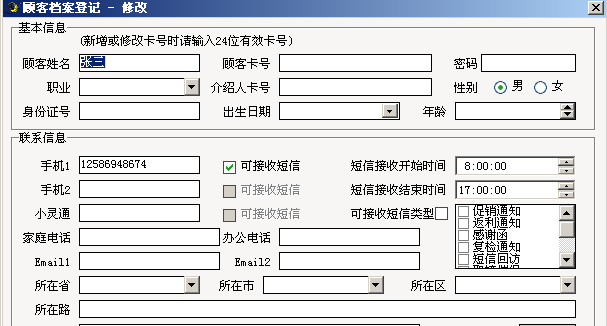 顾客档案登记 - 修改
基本信息
(新增或修改卡号时请输入24位有效卡号)
顾客姓名 张三 顾客卡号 密码
职业 介绍人卡号 性别 男 女
身份证号 出生日期 年龄
联系信息
手机1 12586948674 可接收短信 短信接收开始时间 8:00:00
手机2 可接收短信 短信接收结束时间 17:00:00
小灵通 可接收短信 可接收短信类型 促销通知
返利通知
感谢函
家庭电话 办公电话 复检通知
Email1 Email2 短信回访
所在省 所在市 所在区
所在路